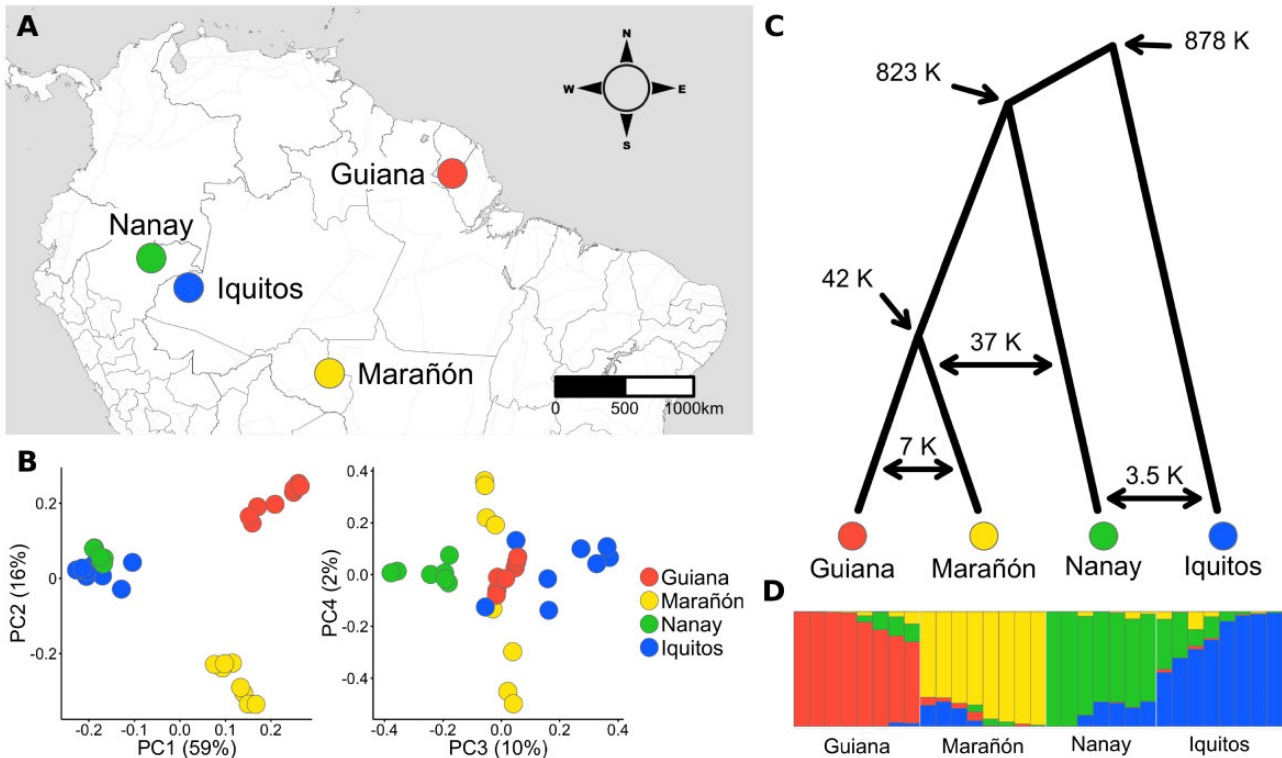 A
N
W
E
S
Guiana
Nanay
Iquitos
Marañón
0
500
1000km
B
PC2 (16%)
0.2
0
-0.2
-0.2
-0.1
0.0
0.1
0.2
PC1 (59%)
PC4 (2%)
0.4
0.2
0.0
-0.2
-0.4
-0.4
-0.2
0.0
0.2
0.4
PC3 (10%)
Guiana
Marañón
Nanay
Iquitos
C
878 K
823 K
42 K
37 K
7 K
3.5 K
Guiana
Marañón
Nanay
Iquitos
D
Guiana
Marañón
Nanay
Iquitos